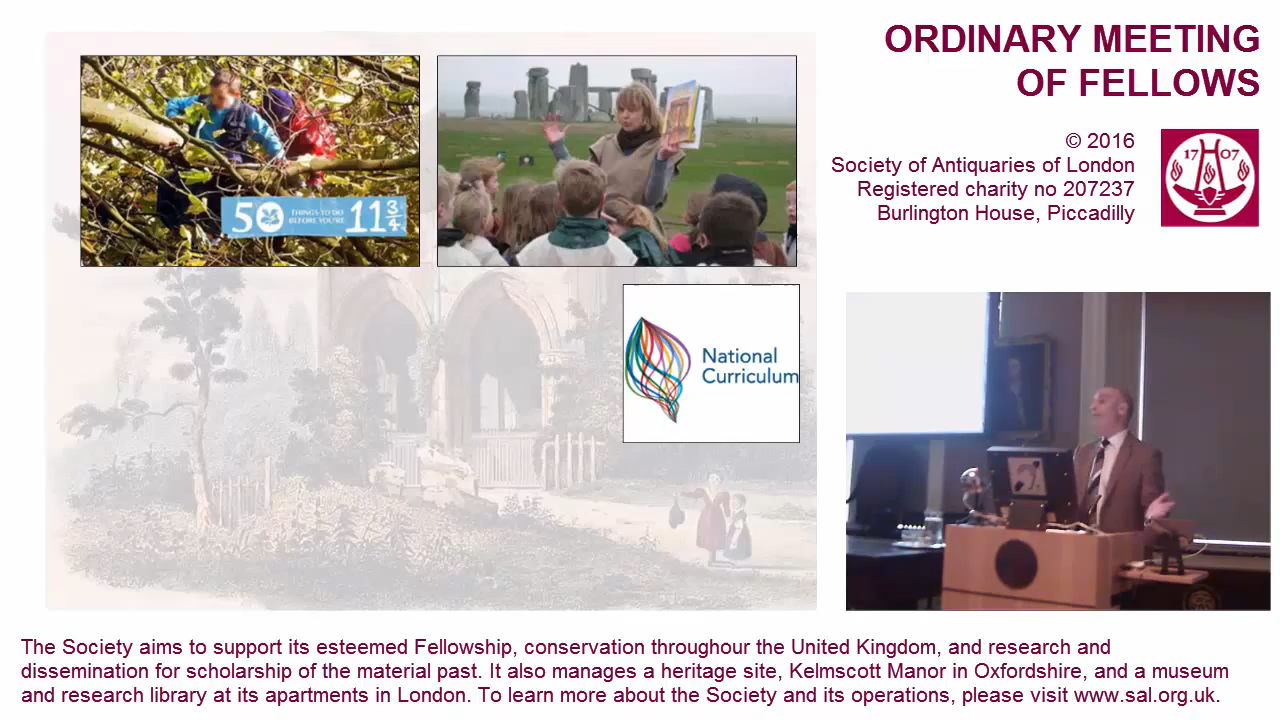 ORDINARY MEETING
OF FELLOWS
© 2016
Society of Antiquaries of London
Registered charity no 207237
Burlington House, Piccadilly
17 07
50 THINGS TO DO
BEFORE YOU'RE 11 3/4
National
Curriculum
The Society aims to support its esteemed Fellowship, conservation throughour the United Kingdom, and research and
dissemination for scholarship of the material past. It also manages a heritage site, Kelmscott Manor in Oxfordshire, and a museum
and research library at its apartments in London. To learn more about the Society and its operations, please visit www.sal.org.uk.